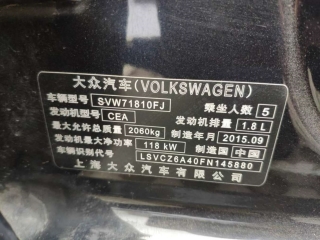 大众汽车(VOLKSWAGEN)
车辆型号 SVW71810FJ 乘坐人数 5
发动机型号 CEA 发动机排量 1.8 L
最大允许总质量 2060kg 制造年月 2015.09
发动机最大净功率 118 kW 制造国 中国
车辆识别代号 LSVCZ6A40FN145880
上海大众汽车有限公司